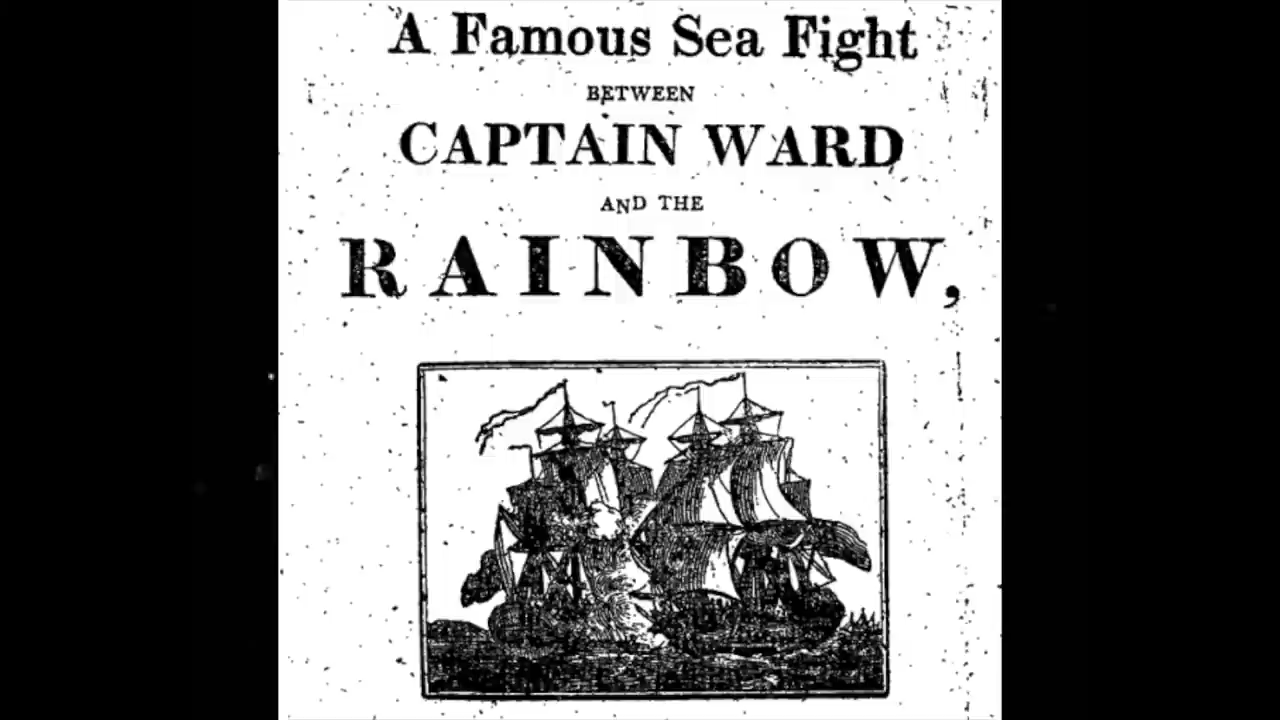 A Famous Sea Fight
BETWEEN
CAPTAIN WARD
AND THE
RAINBOW,